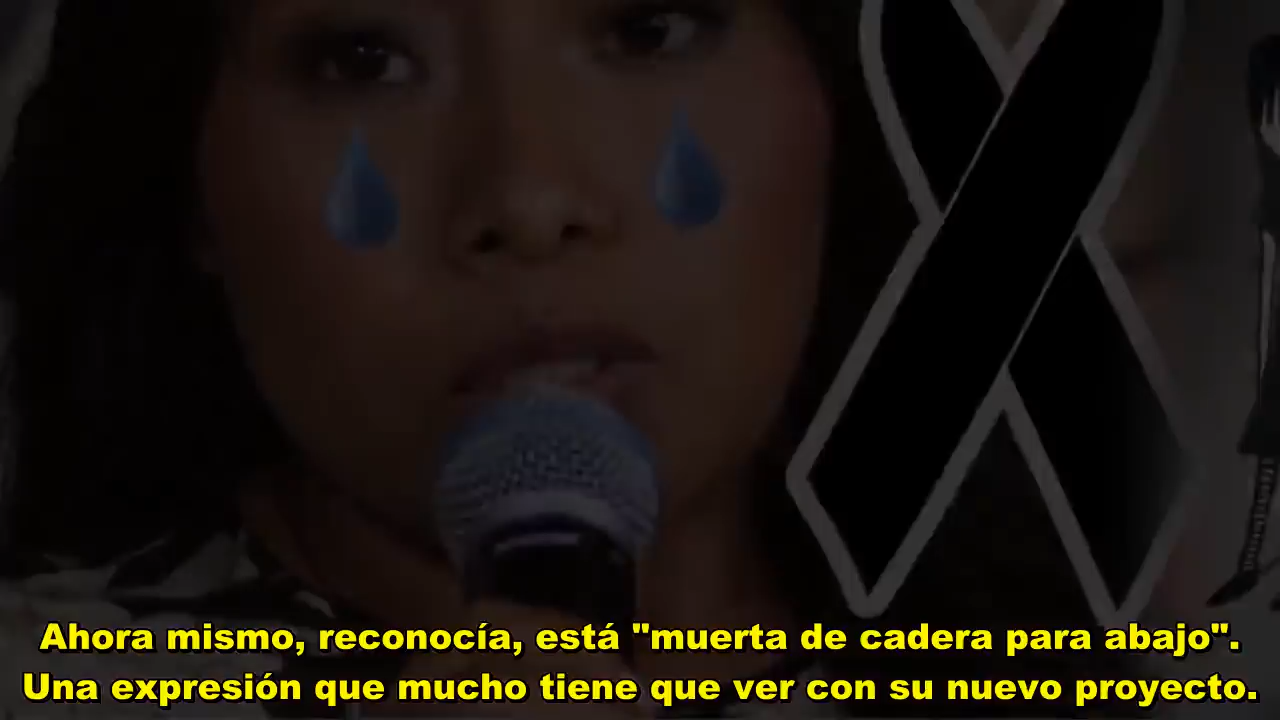 Ahora mismo, reconocía, está "muerta de cadera para abajo".
Una expresión que mucho tiene que ver con su nuevo proyecto.